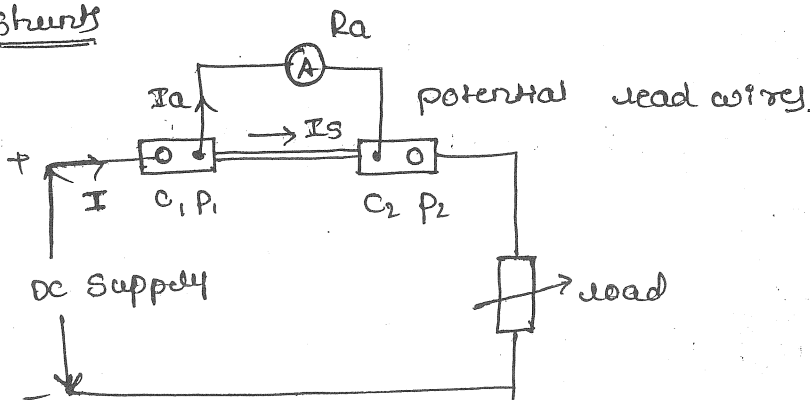 shunts
Ra
A
Ia
potential lead wires.
Is
+
I
C1 P1
C2 P2
DC Supply
load
-